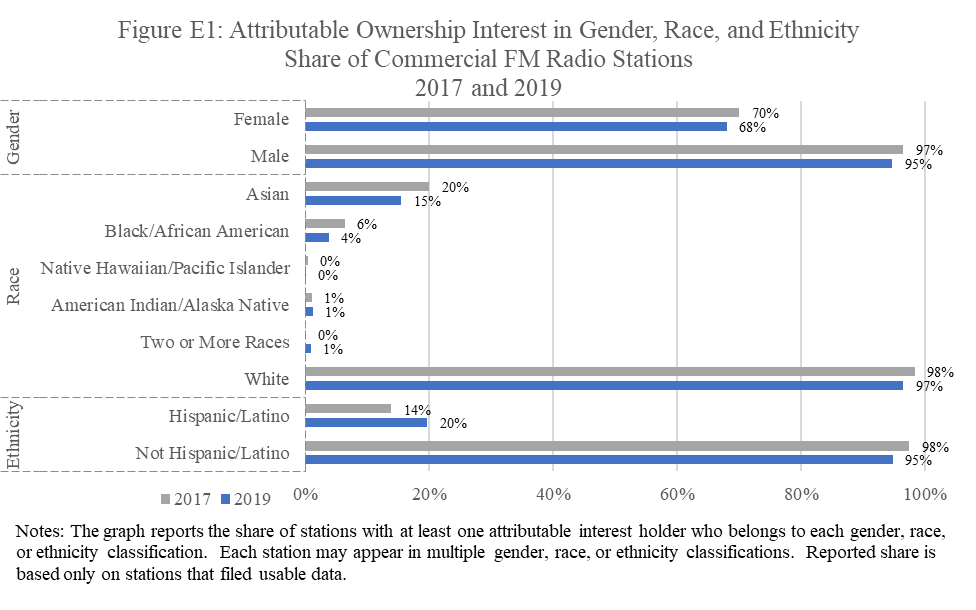 Figure E1: Attributable Ownership Interest in Gender, Race, and Ethnicity
Share of Commercial FM Radio Stations
2017 and 2019
Gender
Female
70%
68%
Male
97%
95%
Race
Asian
20%
15%
Black/African American
6%
4%
Native Hawaiian/Pacific Islander
0%
0%
American Indian/Alaska Native
1%
1%
Two or More Races
0%
1%
White
98%
97%
Ethnicity
Hispanic/Latino
14%
20%
Not Hispanic/Latino
98%
95%
2017 2019
0% 20% 40% 60% 80% 100%
Notes: The graph reports the share of stations with at least one attributable interest holder who belongs to each gender, race,
or ethnicity classification. Each station may appear in multiple gender, race, or ethnicity classifications. Reported share is
based only on stations that filed usable data.